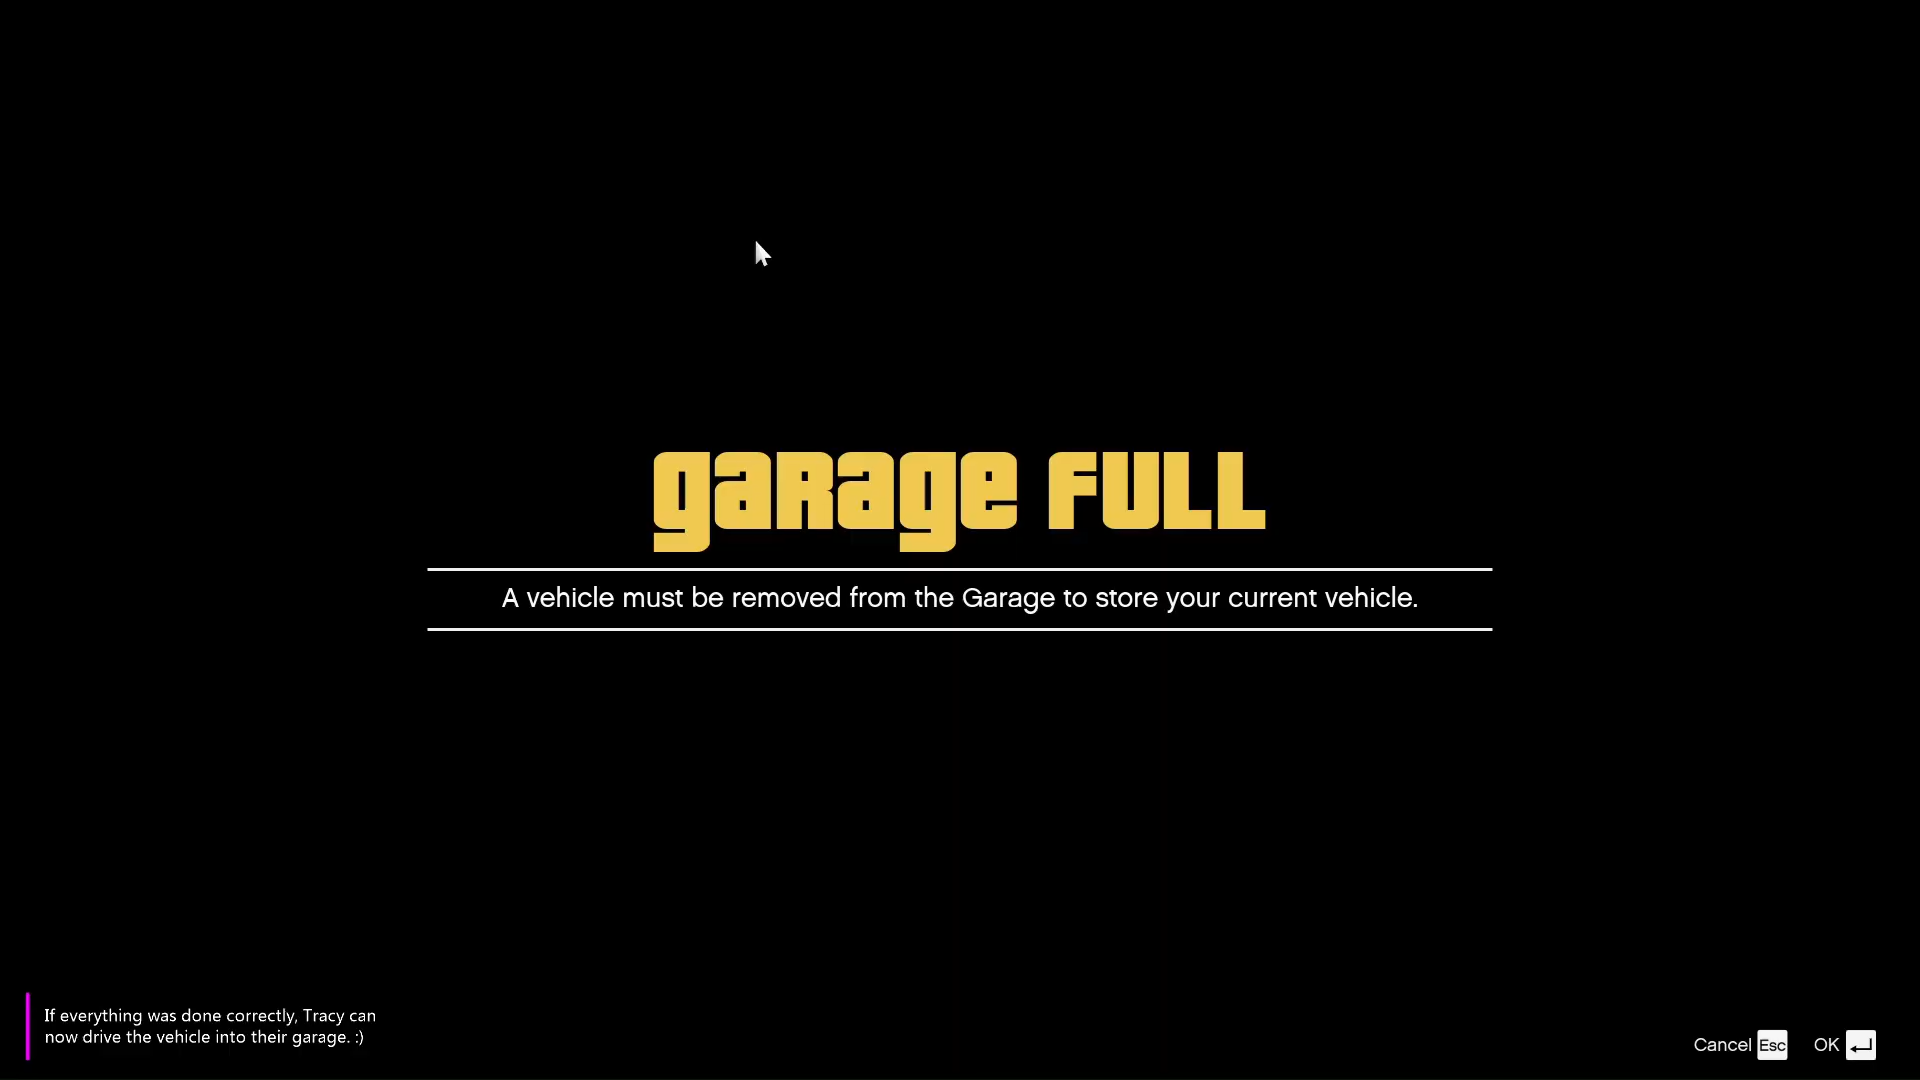 garage FULL
A vehicle must be removed from the Garage to store your current vehicle.
If everything was done correctly, Tracy can
now drive the vehicle into their garage. :)
Cancel Esc OK